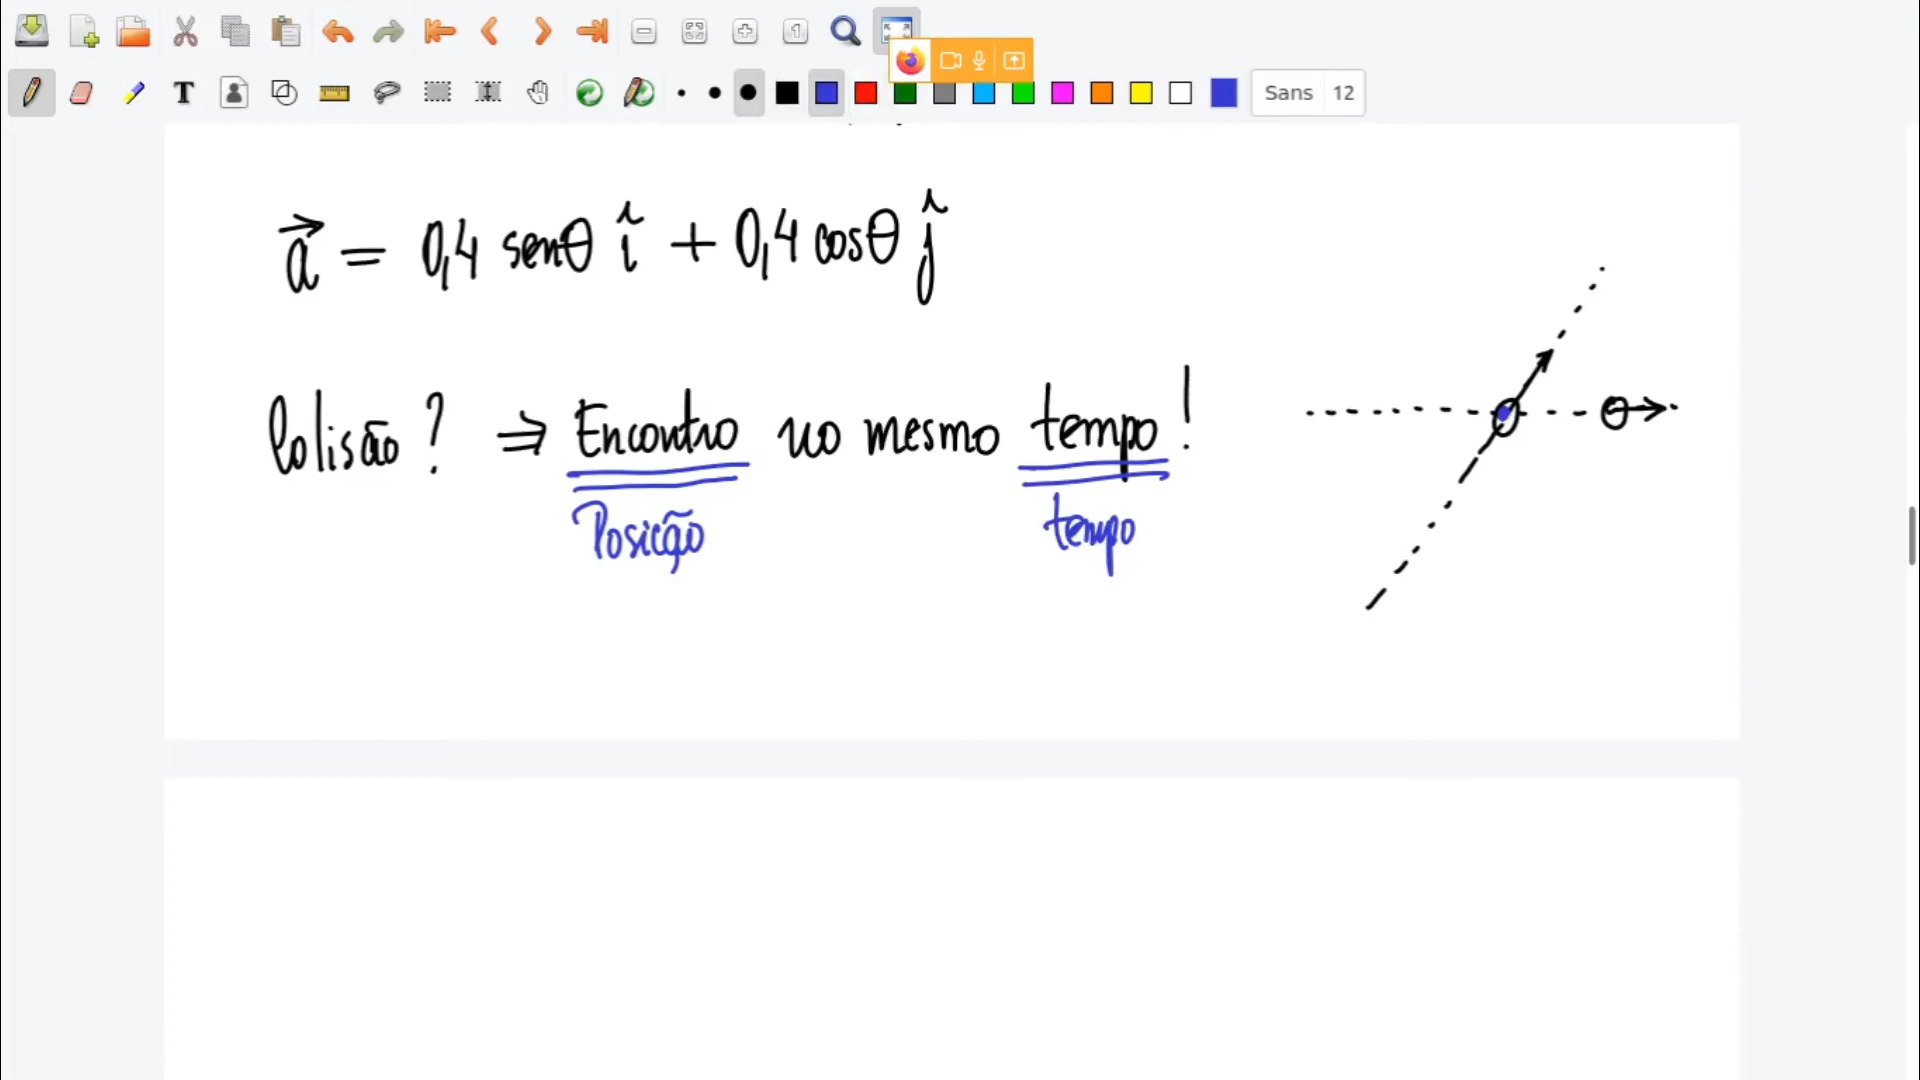 T Sans 12
a⃗ = 0,4 senθ î + 0,4 cosθ ĵ
Colisão? ⇒ Encontro no mesmo tempo!
Posição tempo